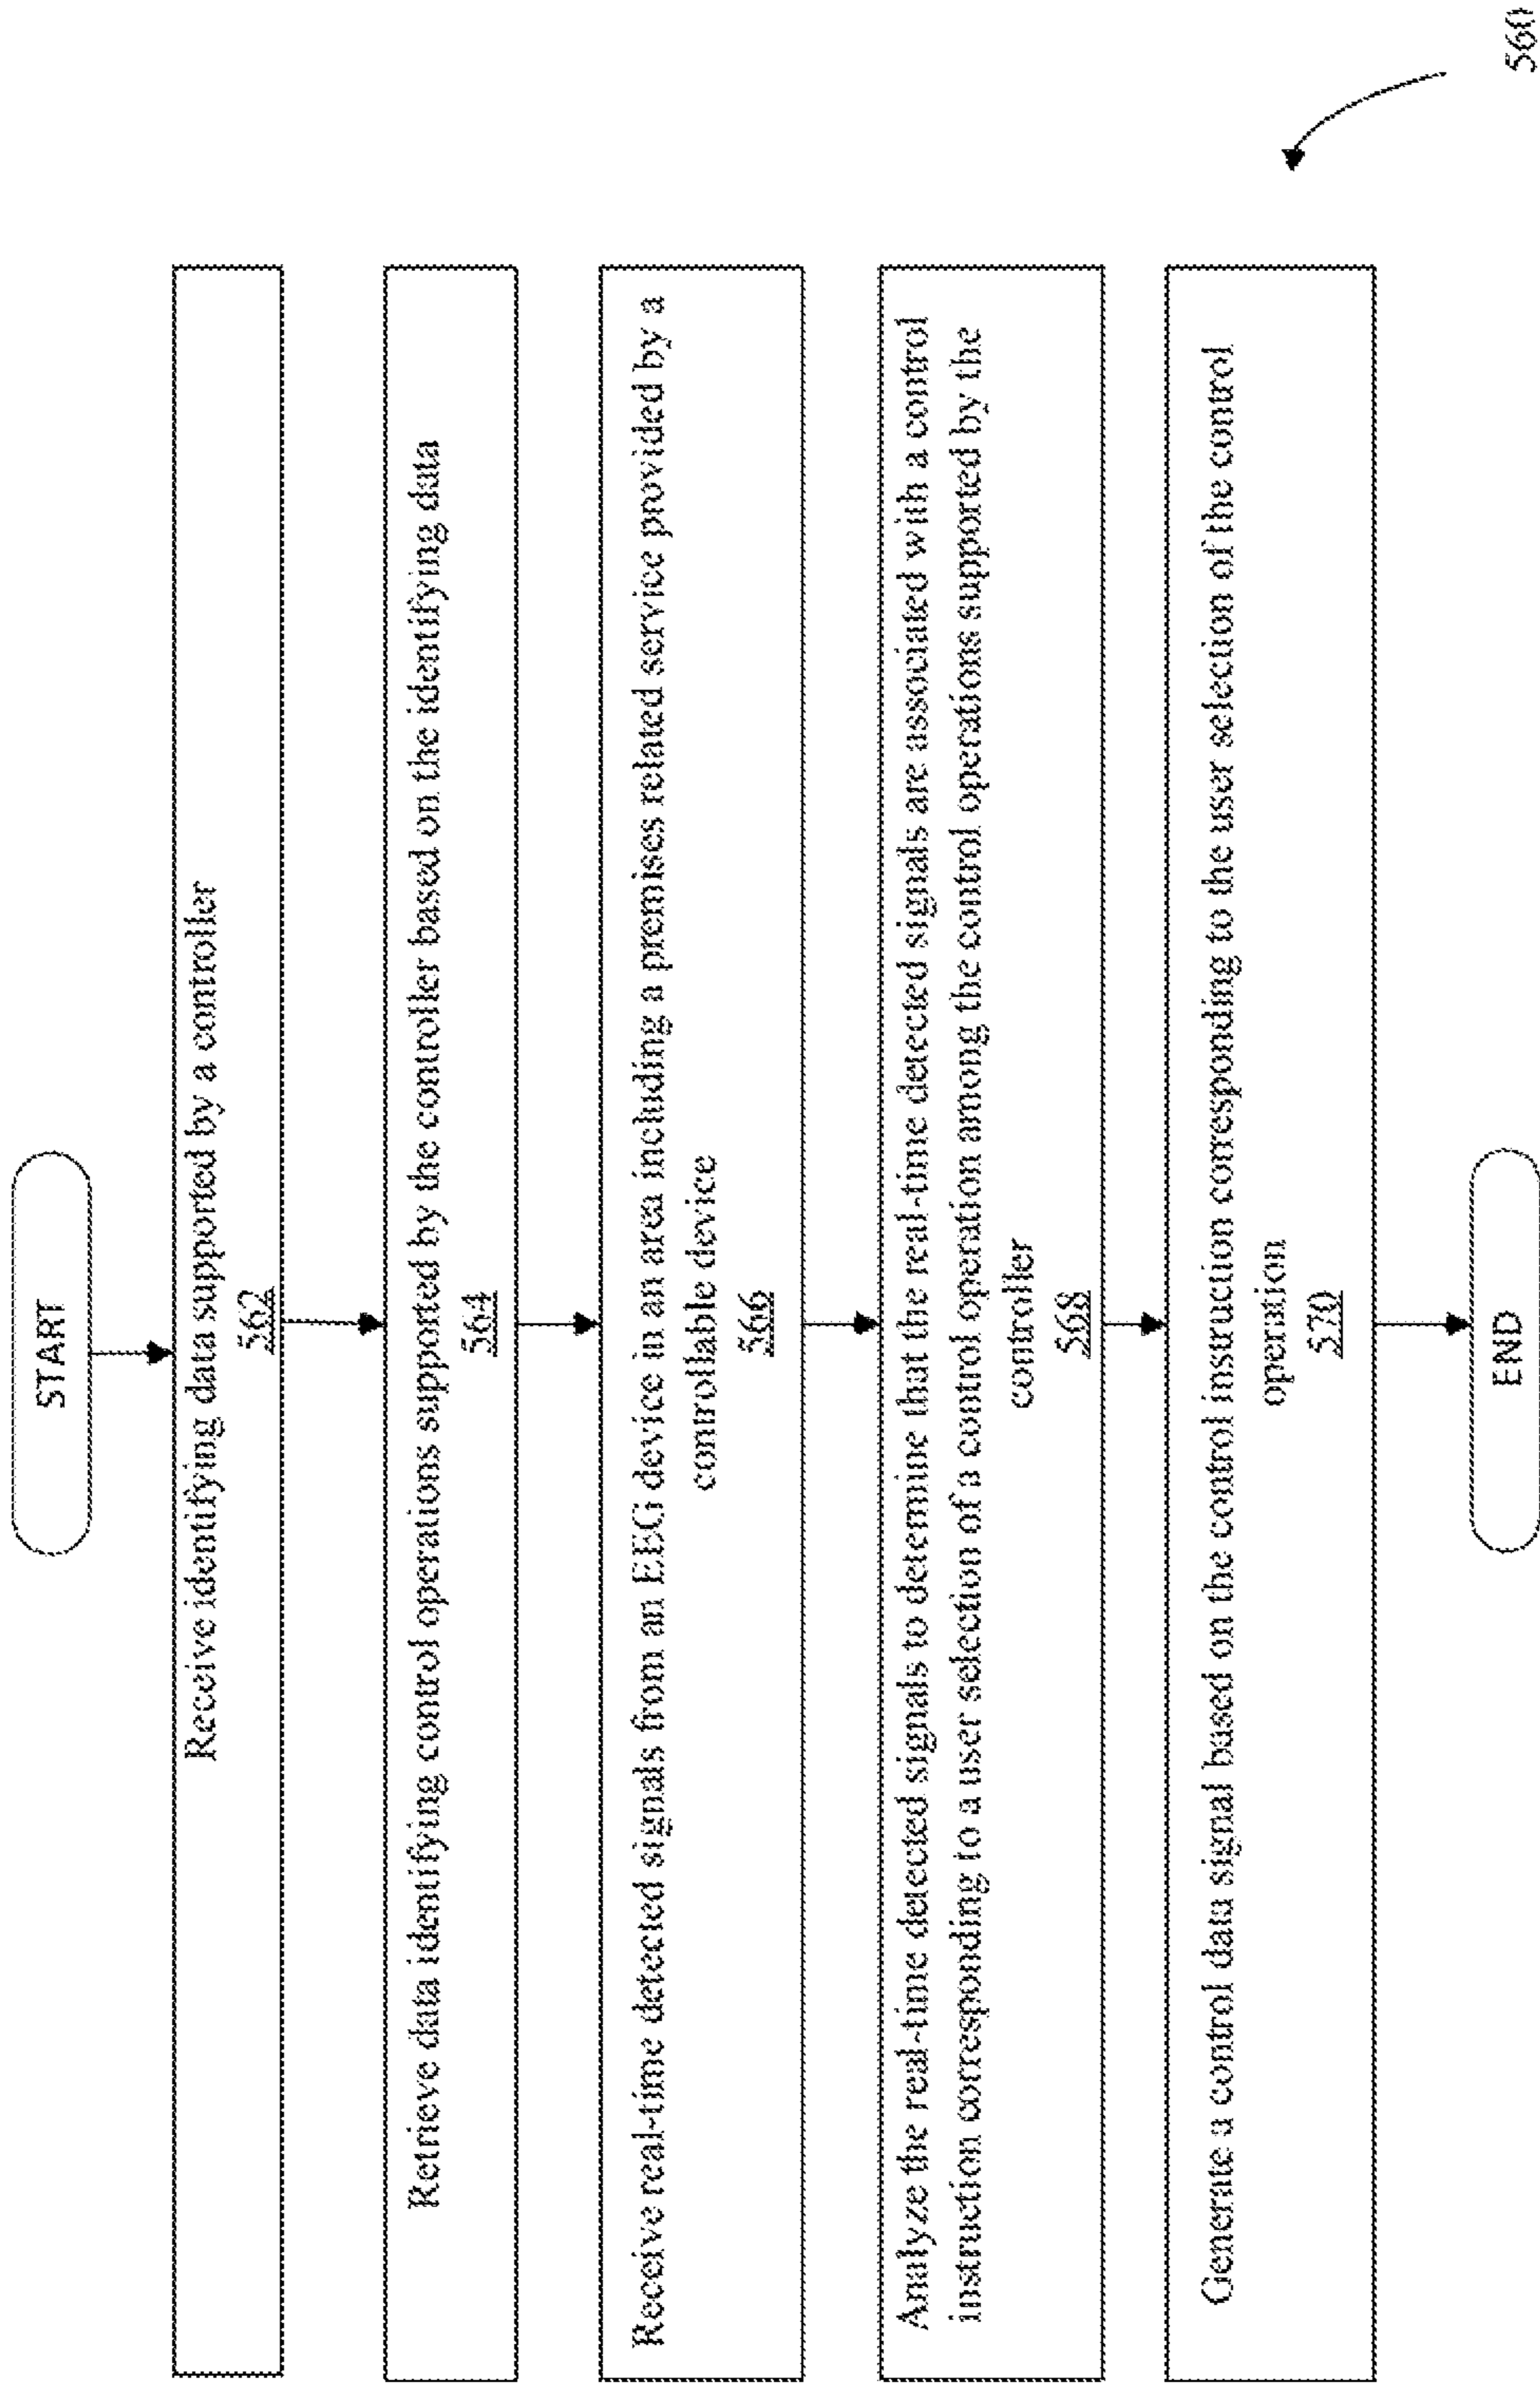 START
Receive identifying data supported by a controller
562
Retrieve data identifying control operations supported by the controller based on the identifying data
564
Receive real-time detected signals from an EEG device in an area including a premises related service provided by a
controllable device
566
Analyze the real-time detected signals to determine that the real-time detected signals are associated with a control
instruction corresponding to a user selection of a control operation among the control operations supported by the
controller
568
Generate a control data signal based on the control instruction corresponding to the user selection of the control
operation
570
END
560